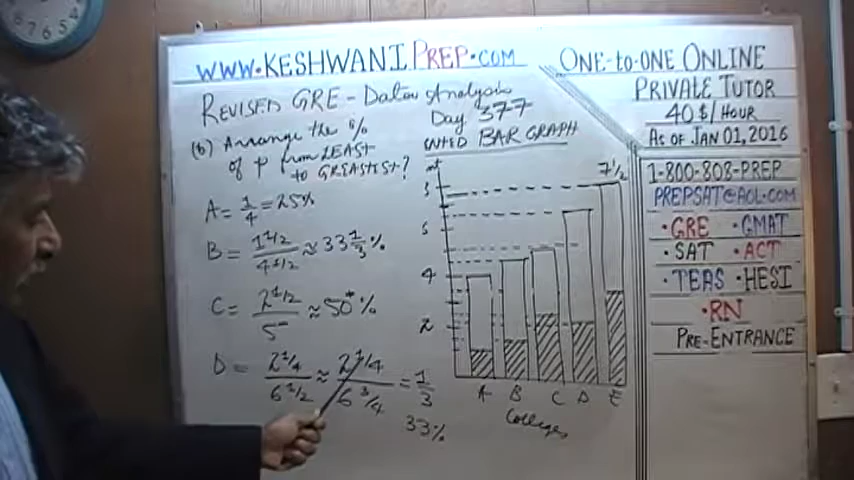 WWW.KESHWANIPREP.COM
REVISED GRE - Data Analysis
Day 377
(b) Arrange the %
of P from LEAST
to GREATEST?
A = 1/4 = 25%
B = 1 1/2 / 4 1/2 ≈ 33 1/3 %
C = 2 1/2 / 5 ≈ 50+ %
D = 2 1/4 / 6 1/2 ≈ 2 1/4 / 6 3/4 = 1/3
33%
BAR GRAPH
7 1/2
4
2
A B C D E
Colleges
ONE-to-ONE ONLINE
PRIVATE TUTOR
40 $/HOUR
AS OF JAN 01, 2016
1-800-808-PREP
PREPSAT@AOL.COM
• GRE • GMAT
• SAT • ACT
• TEAS • HESI
• RN
PRE-ENTRANCE